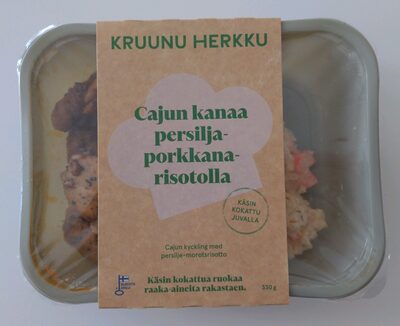 KRUUNU HERKKU
Cajun kanaa
persilja-
porkkana-
risotolla
KÄSIN
KOKATTU
JUVALLA
Cajun kyckling med
persilje-morotsrisotto
Käsin kokattua ruokaa
raaka-aineita rakastaen.
350 g